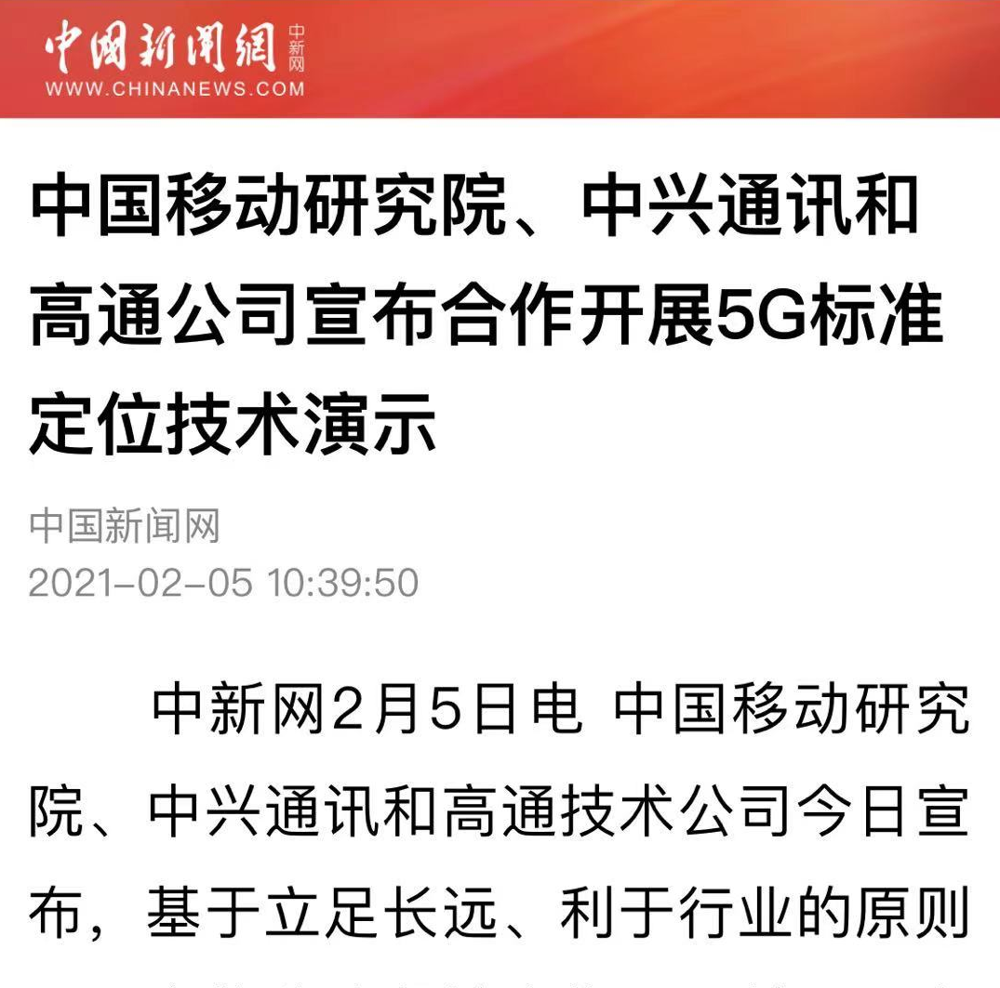 中國新聞網
中新网
WWW.CHINANEWS.COM
中国移动研究院、中兴通讯和
高通公司宣布合作开展5G标准
定位技术演示
中国新闻网
2021-02-05 10:39:50
中新网2月5日电 中国移动研究
院、中兴通讯和高通技术公司今日宣
布，基于立足长远、利于行业的原则